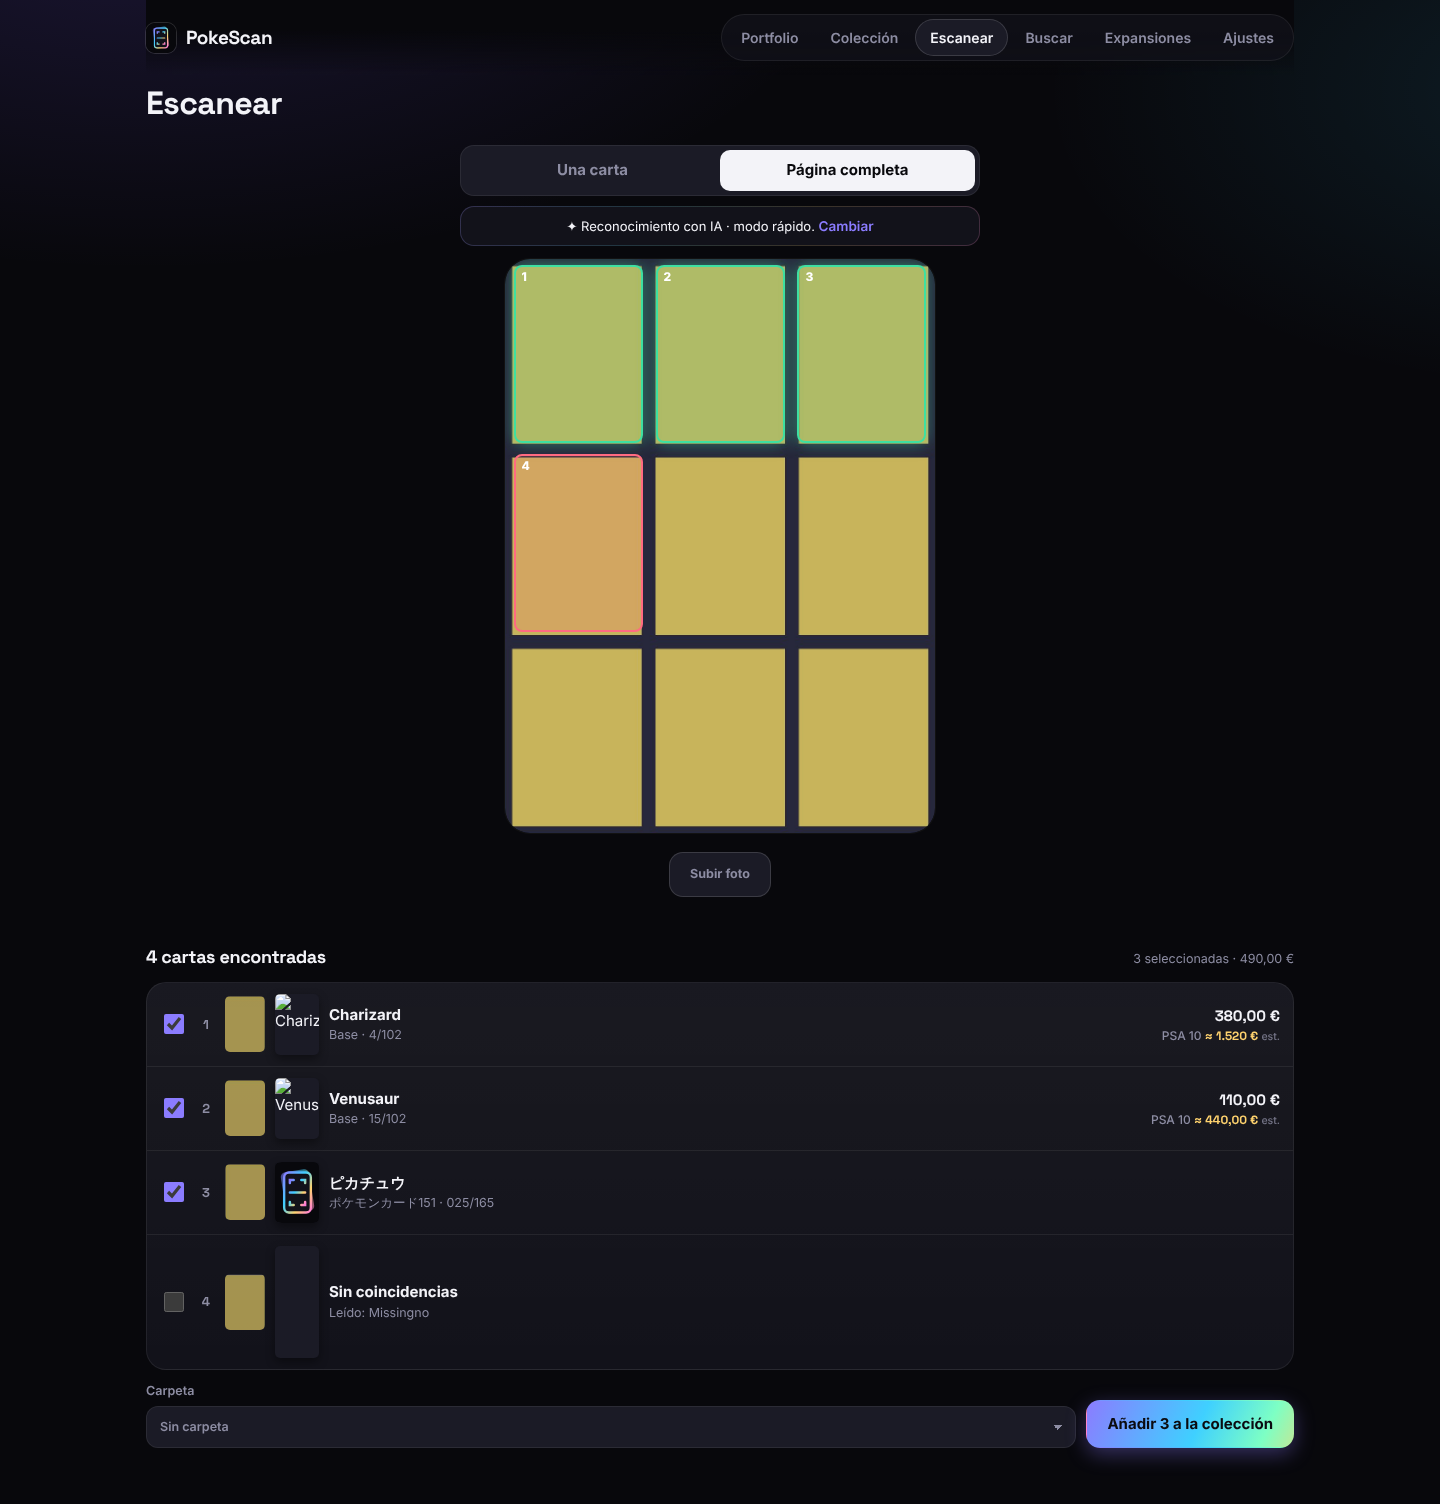 PokeScan
Portfolio
Colección
Escanear
Buscar
Expansiones
Ajustes
Escanear
Una carta
Página completa
✦ Reconocimiento con IA · modo rápido. Cambiar
1
2
3
4
Subir foto
4 cartas encontradas
3 seleccionadas · 490,00 €
1
Chariz
Charizard
Base · 4/102
380,00 €
PSA 10 ≈ 1.520 € est.
2
Venus
Venusaur
Base · 15/102
110,00 €
PSA 10 ≈ 440,00 € est.
3
ピカチュウ
ポケモンカード151 · 025/165
4
Sin coincidencias
Leído: Missingno
Carpeta
Sin carpeta
Añadir 3 a la colección